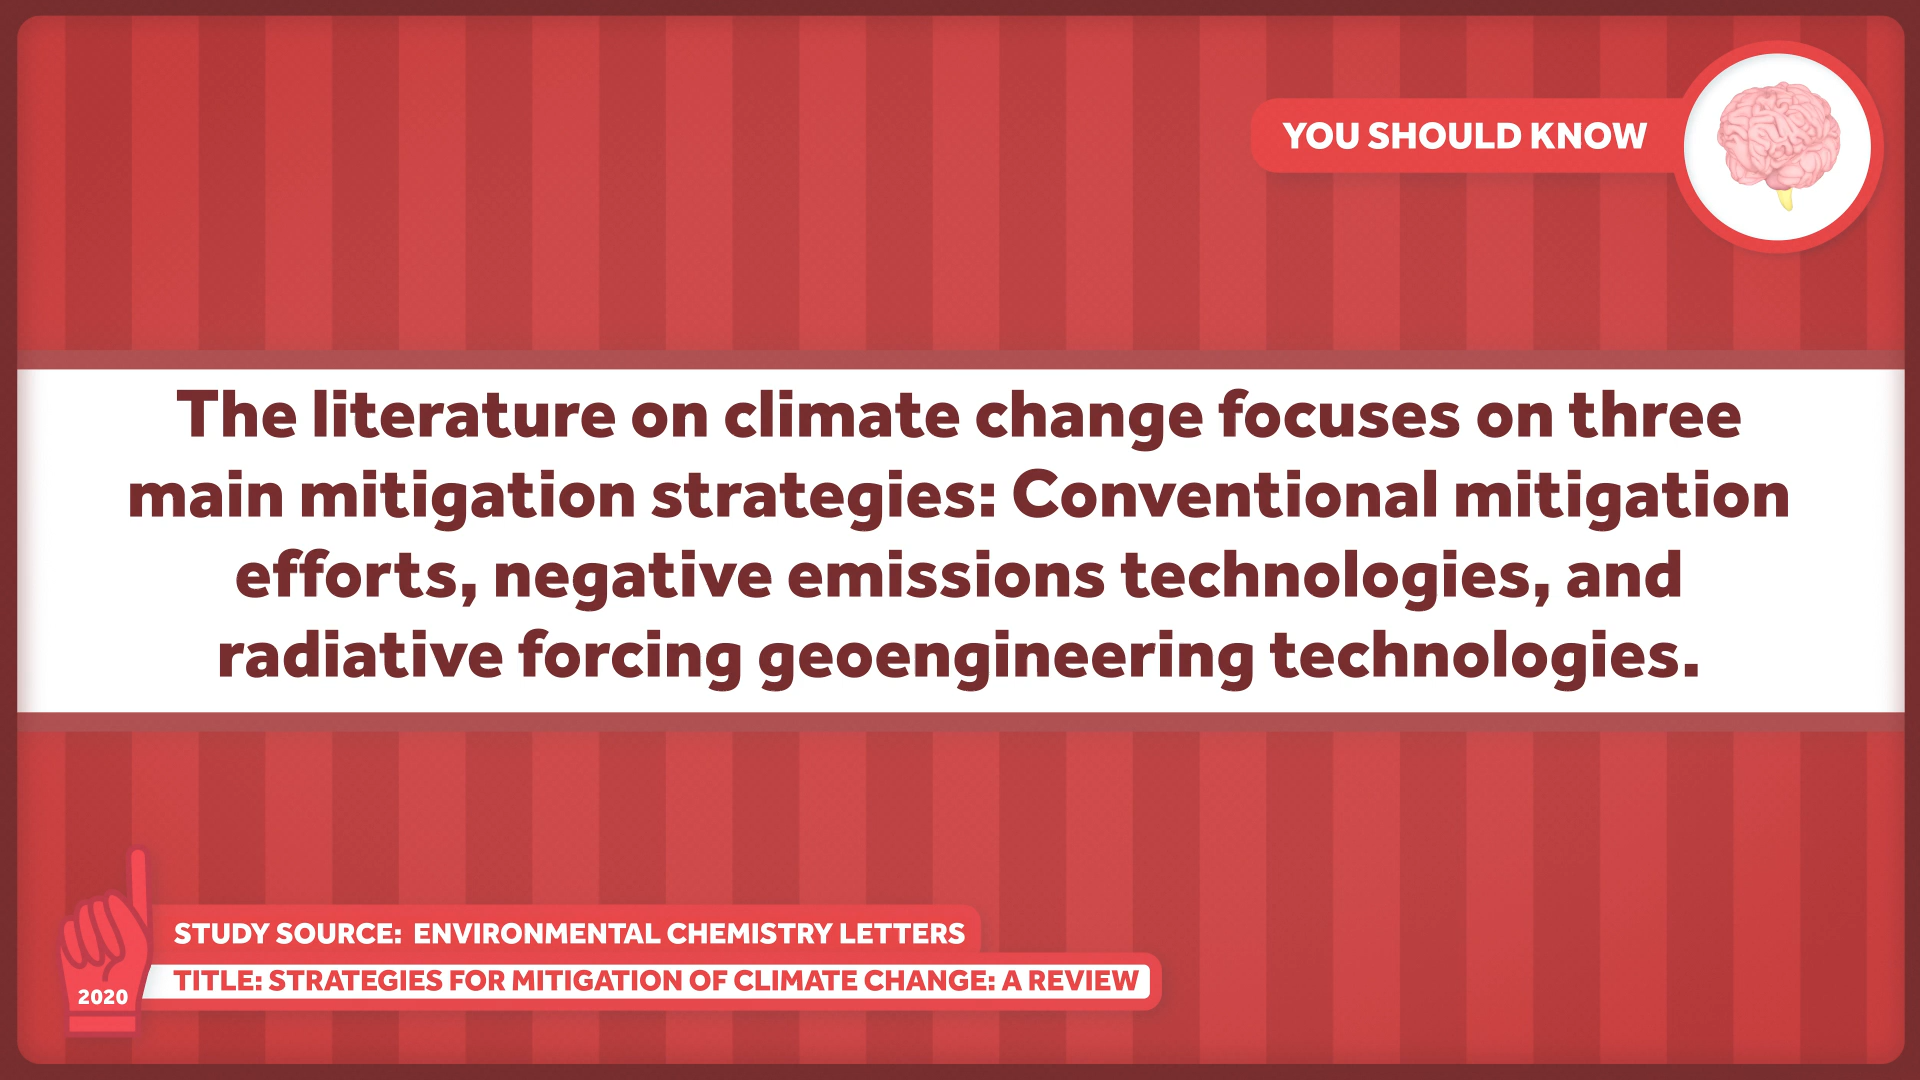 YOU SHOULD KNOW
The literature on climate change focuses on three
main mitigation strategies: Conventional mitigation
efforts, negative emissions technologies, and
radiative forcing geoengineering technologies.
STUDY SOURCE: ENVIRONMENTAL CHEMISTRY LETTERS
TITLE: STRATEGIES FOR MITIGATION OF CLIMATE CHANGE: A REVIEW
2020